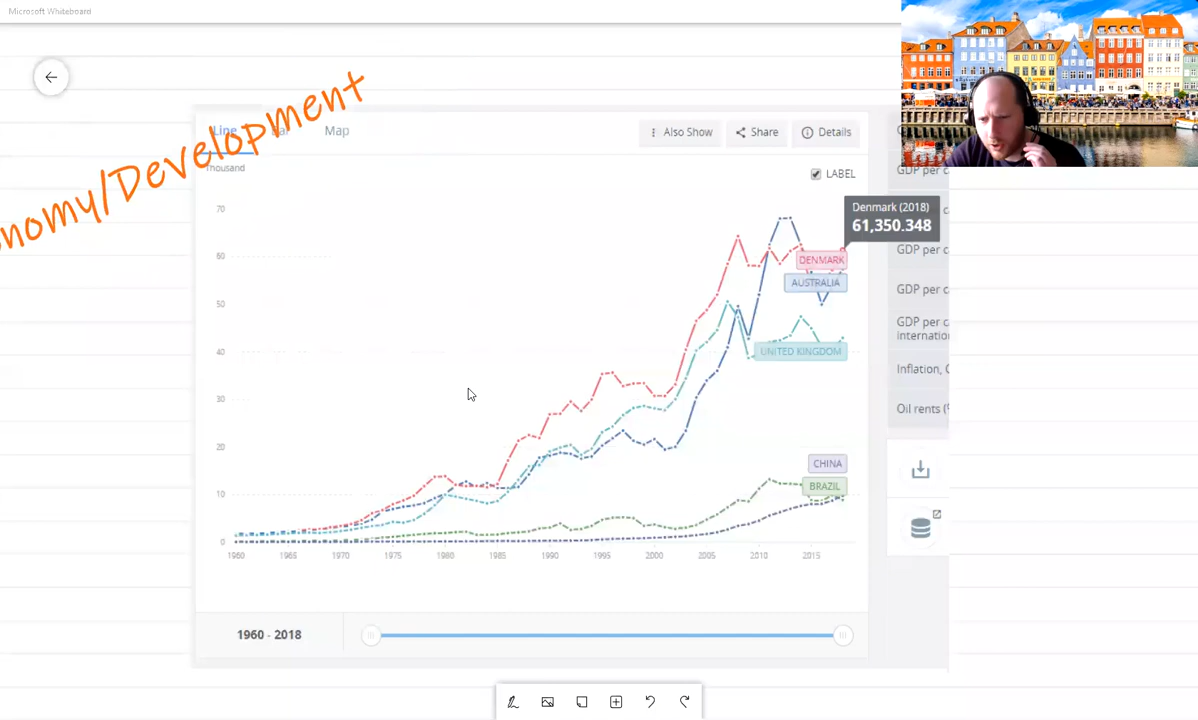 Microsoft Whiteboard
onomy/Development
Line
Map
Also Show
Share
Details
Thousand
LABEL
GDP per c
Denmark (2018)
61,350.348
70
60
50
40
30
20
10
0
DENMARK
AUSTRALIA
UNITED KINGDOM
CHINA
BRAZIL
GDP per c
GDP per c
GDP per c
Internation
Inflation, C
Oil rents (%
1960
1965
1970
1975
1980
1985
1990
1995
2000
2005
2010
2015
1960 - 2018